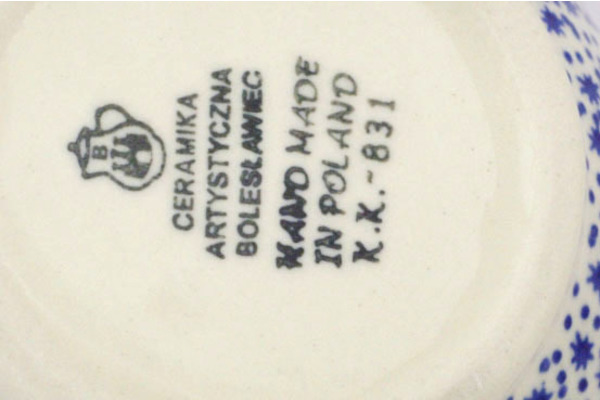 B
CERAMIKA
ARTYSTYCZNA
BOLESŁAWIEC
HAND MADE
IN POLAND
K.K.-831